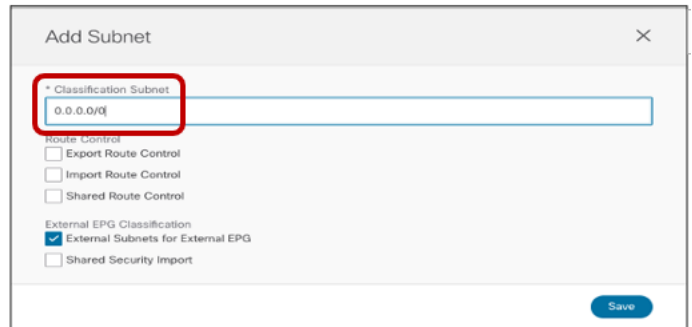 Add Subnet
* Classification Subnet
0.0.0.0/0
Route Control
Export Route Control
Import Route Control
Shared Route Control
External EPG Classification
External Subnets for External EPG
Shared Security Import
Save